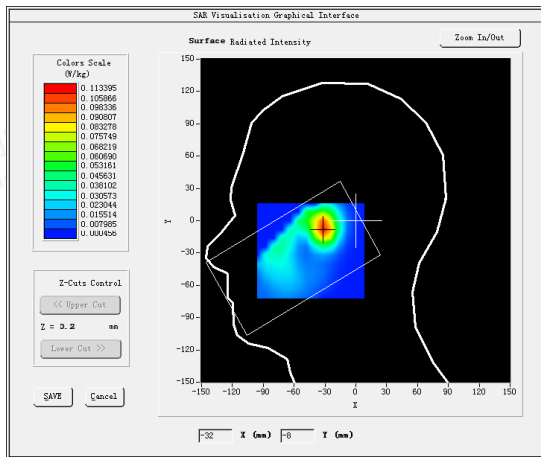 SAR Visualisation Graphical Interface
Surface Radiated Intensity
Zoom In/Out
Colors Scale
(W/kg)
0.113395
0.105866
0.098336
0.090807
0.083278
0.075749
0.068219
0.060690
0.053161
0.045631
0.038102
0.030573
0.023044
0.015514
0.007985
0.000456
Z-Cuts Control
<< Upper Cut
Z = 3.2 mm
Lower Cut >>
SAVE
Cancel
150
120
90
60
30
0
-30
-60
-90
-120
-150
Y
-150 -120 -90 -60 -30 0 30 60 90 120 150
X
-32 X (mm) -8 Y (mm)